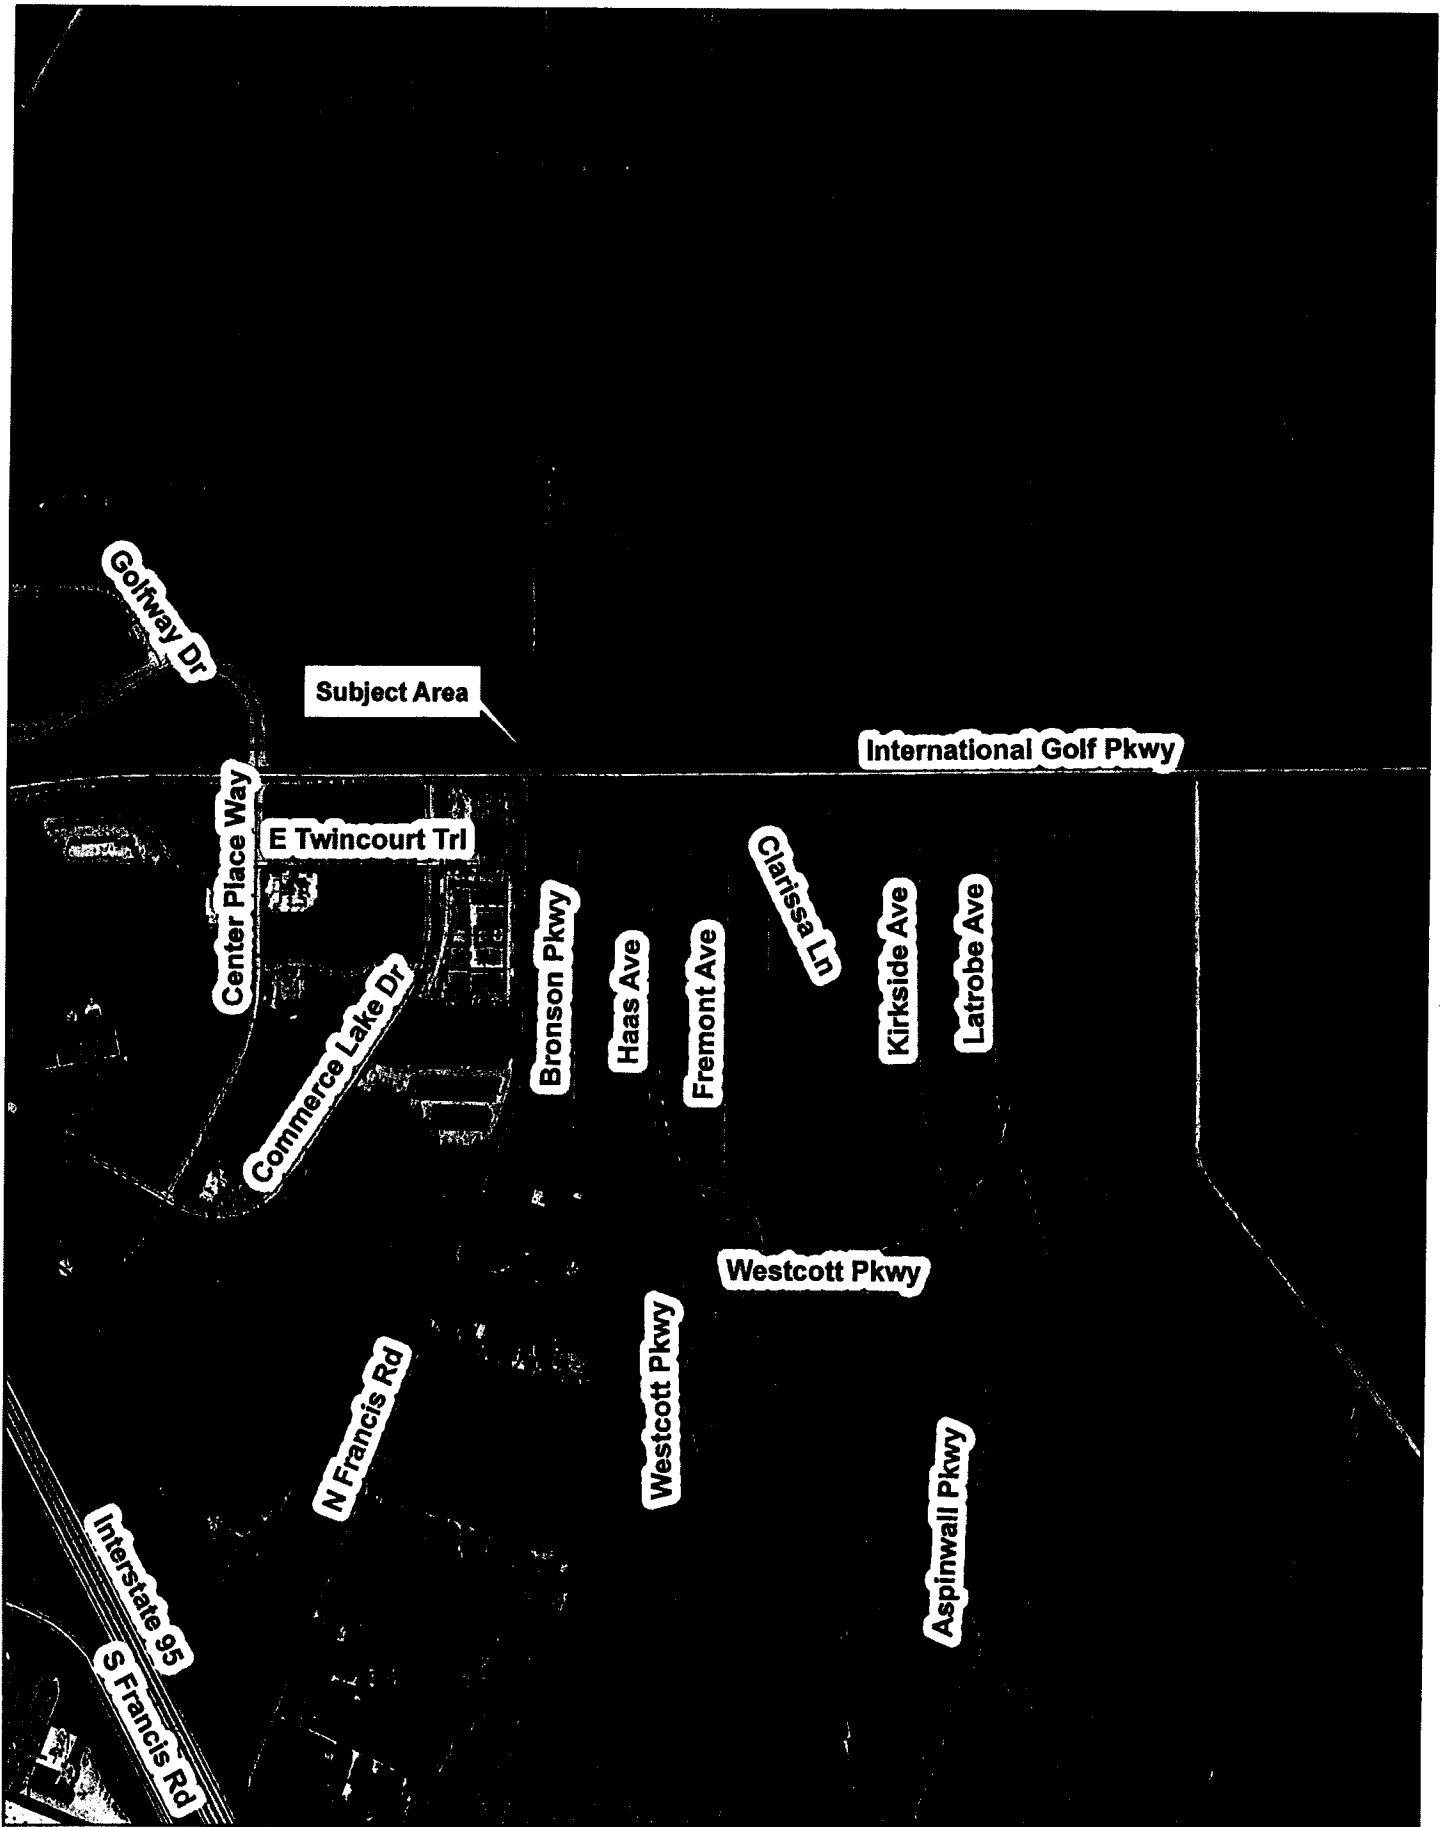 Golfway Dr
Subject Area
International Golf Pkwy
Center Place Way
E Twincourt Trl
Clarissa Ln
Bronson Pkwy
Haas Ave
Fremont Ave
Kirkside Ave
Latrobe Ave
Commerce Lake Dr
Westcott Pkwy
Westcott Pkwy
N Francis Rd
Aspinwall Pkwy
Interstate 95
S Francis Rd